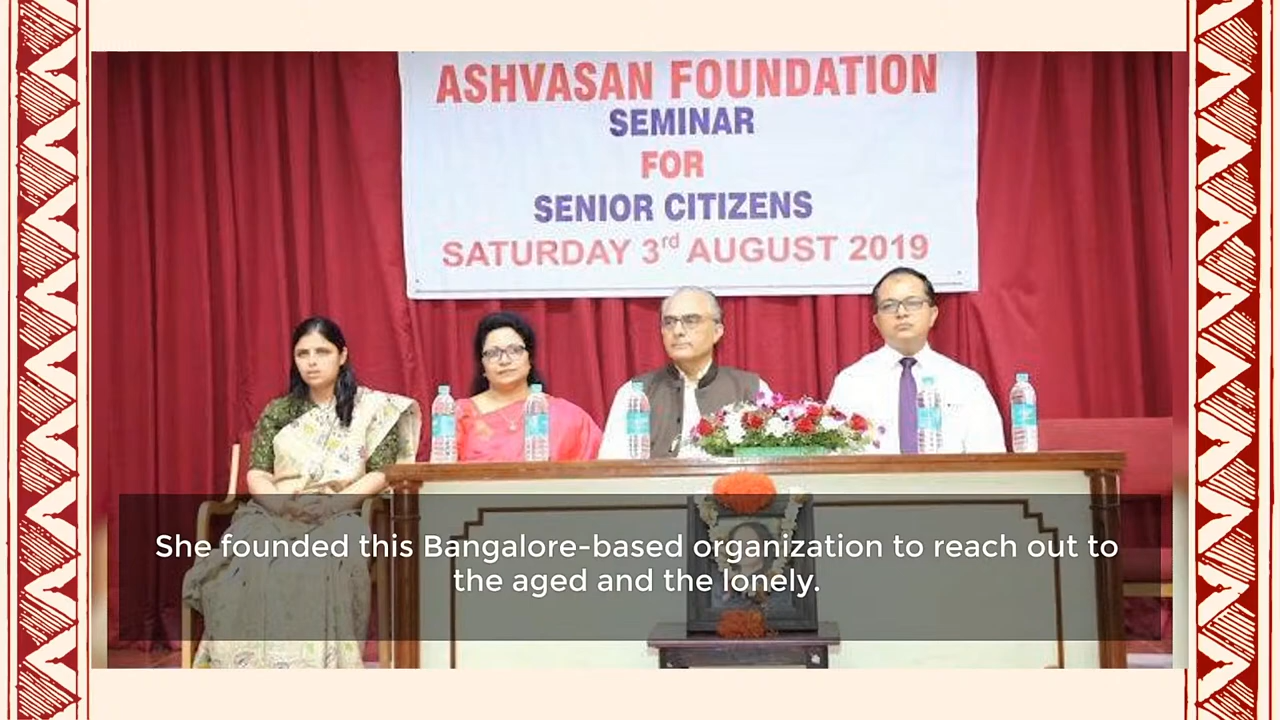 ASHVASAN FOUNDATION
SEMINAR
FOR
SENIOR CITIZENS
SATURDAY 3rd AUGUST 2019
She founded this Bangalore-based organization to reach out to
the aged and the lonely.